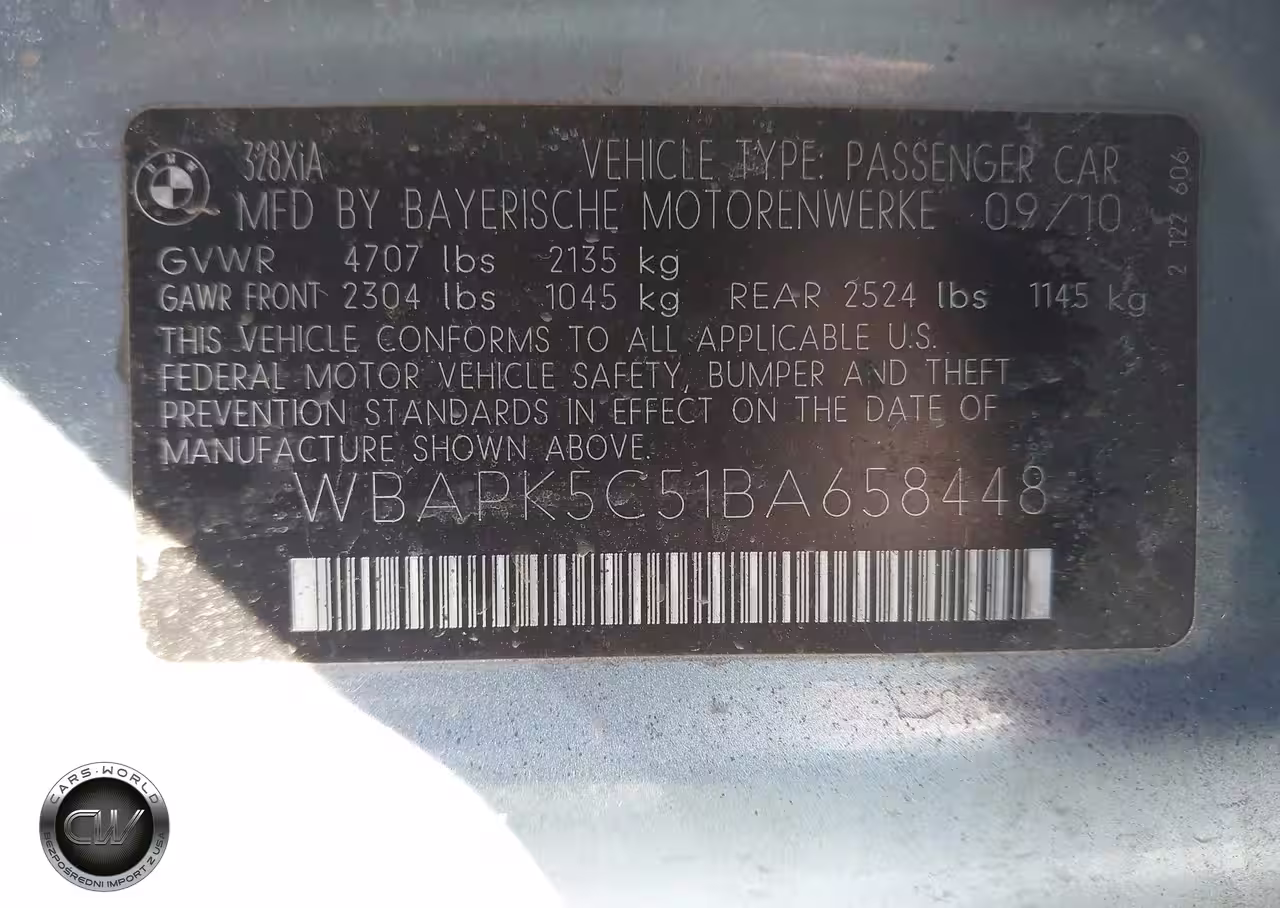 BMW
328XiA VEHICLE TYPE: PASSENGER CAR
MFD BY BAYERISCHE MOTORENWERKE 09/10
GVWR 4707 lbs 2135 kg
GAWR FRONT 2304 lbs 1045 kg REAR 2524 lbs 1145 kg
THIS VEHICLE CONFORMS TO ALL APPLICABLE U.S.
FEDERAL MOTOR VEHICLE SAFETY, BUMPER AND THEFT
PREVENTION STANDARDS IN EFFECT ON THE DATE OF
MANUFACTURE SHOWN ABOVE.
WBAPK5C51BA658448
2 122 606
CARS·WORLD
CW
BEZPOŚREDNI IMPORT Z USA